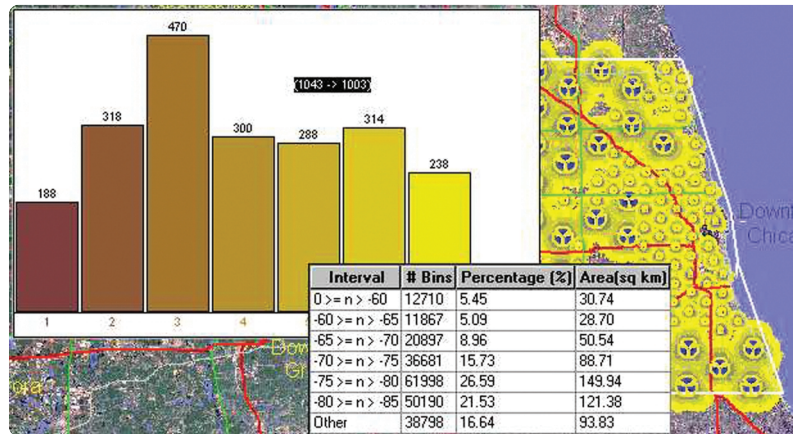 470
(1043 -> 1003)
318
314
300
288
238
188
1 2 3 4
Interval # Bins Percentage (%) Area(sq km)
0 >= n > -60 12710 5.45 30.74
-60 >= n > -65 11867 5.09 28.70
-65 >= n > -70 20897 8.96 50.54
-70 >= n > -75 36681 15.73 88.71
-75 >= n > -80 61998 26.59 149.94
-80 >= n > -85 50190 21.53 121.38
Other 38798 16.64 93.83